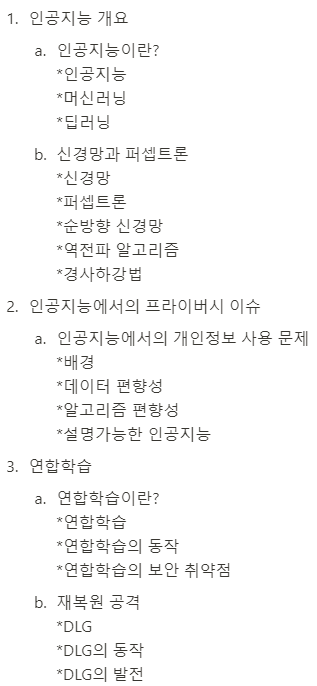 1. 인공지능 개요
a. 인공지능이란?
*인공지능
*머신러닝
*딥러닝
b. 신경망과 퍼셉트론
*신경망
*퍼셉트론
*순방향 신경망
*역전파 알고리즘
*경사하강법
2. 인공지능에서의 프라이버시 이슈
a. 인공지능에서의 개인정보 사용 문제
*배경
*데이터 편향성
*알고리즘 편향성
*설명가능한 인공지능
3. 연합학습
a. 연합학습이란?
*연합학습
*연합학습의 동작
*연합학습의 보안 취약점
b. 재복원 공격
*DLG
*DLG의 동작
*DLG의 발전